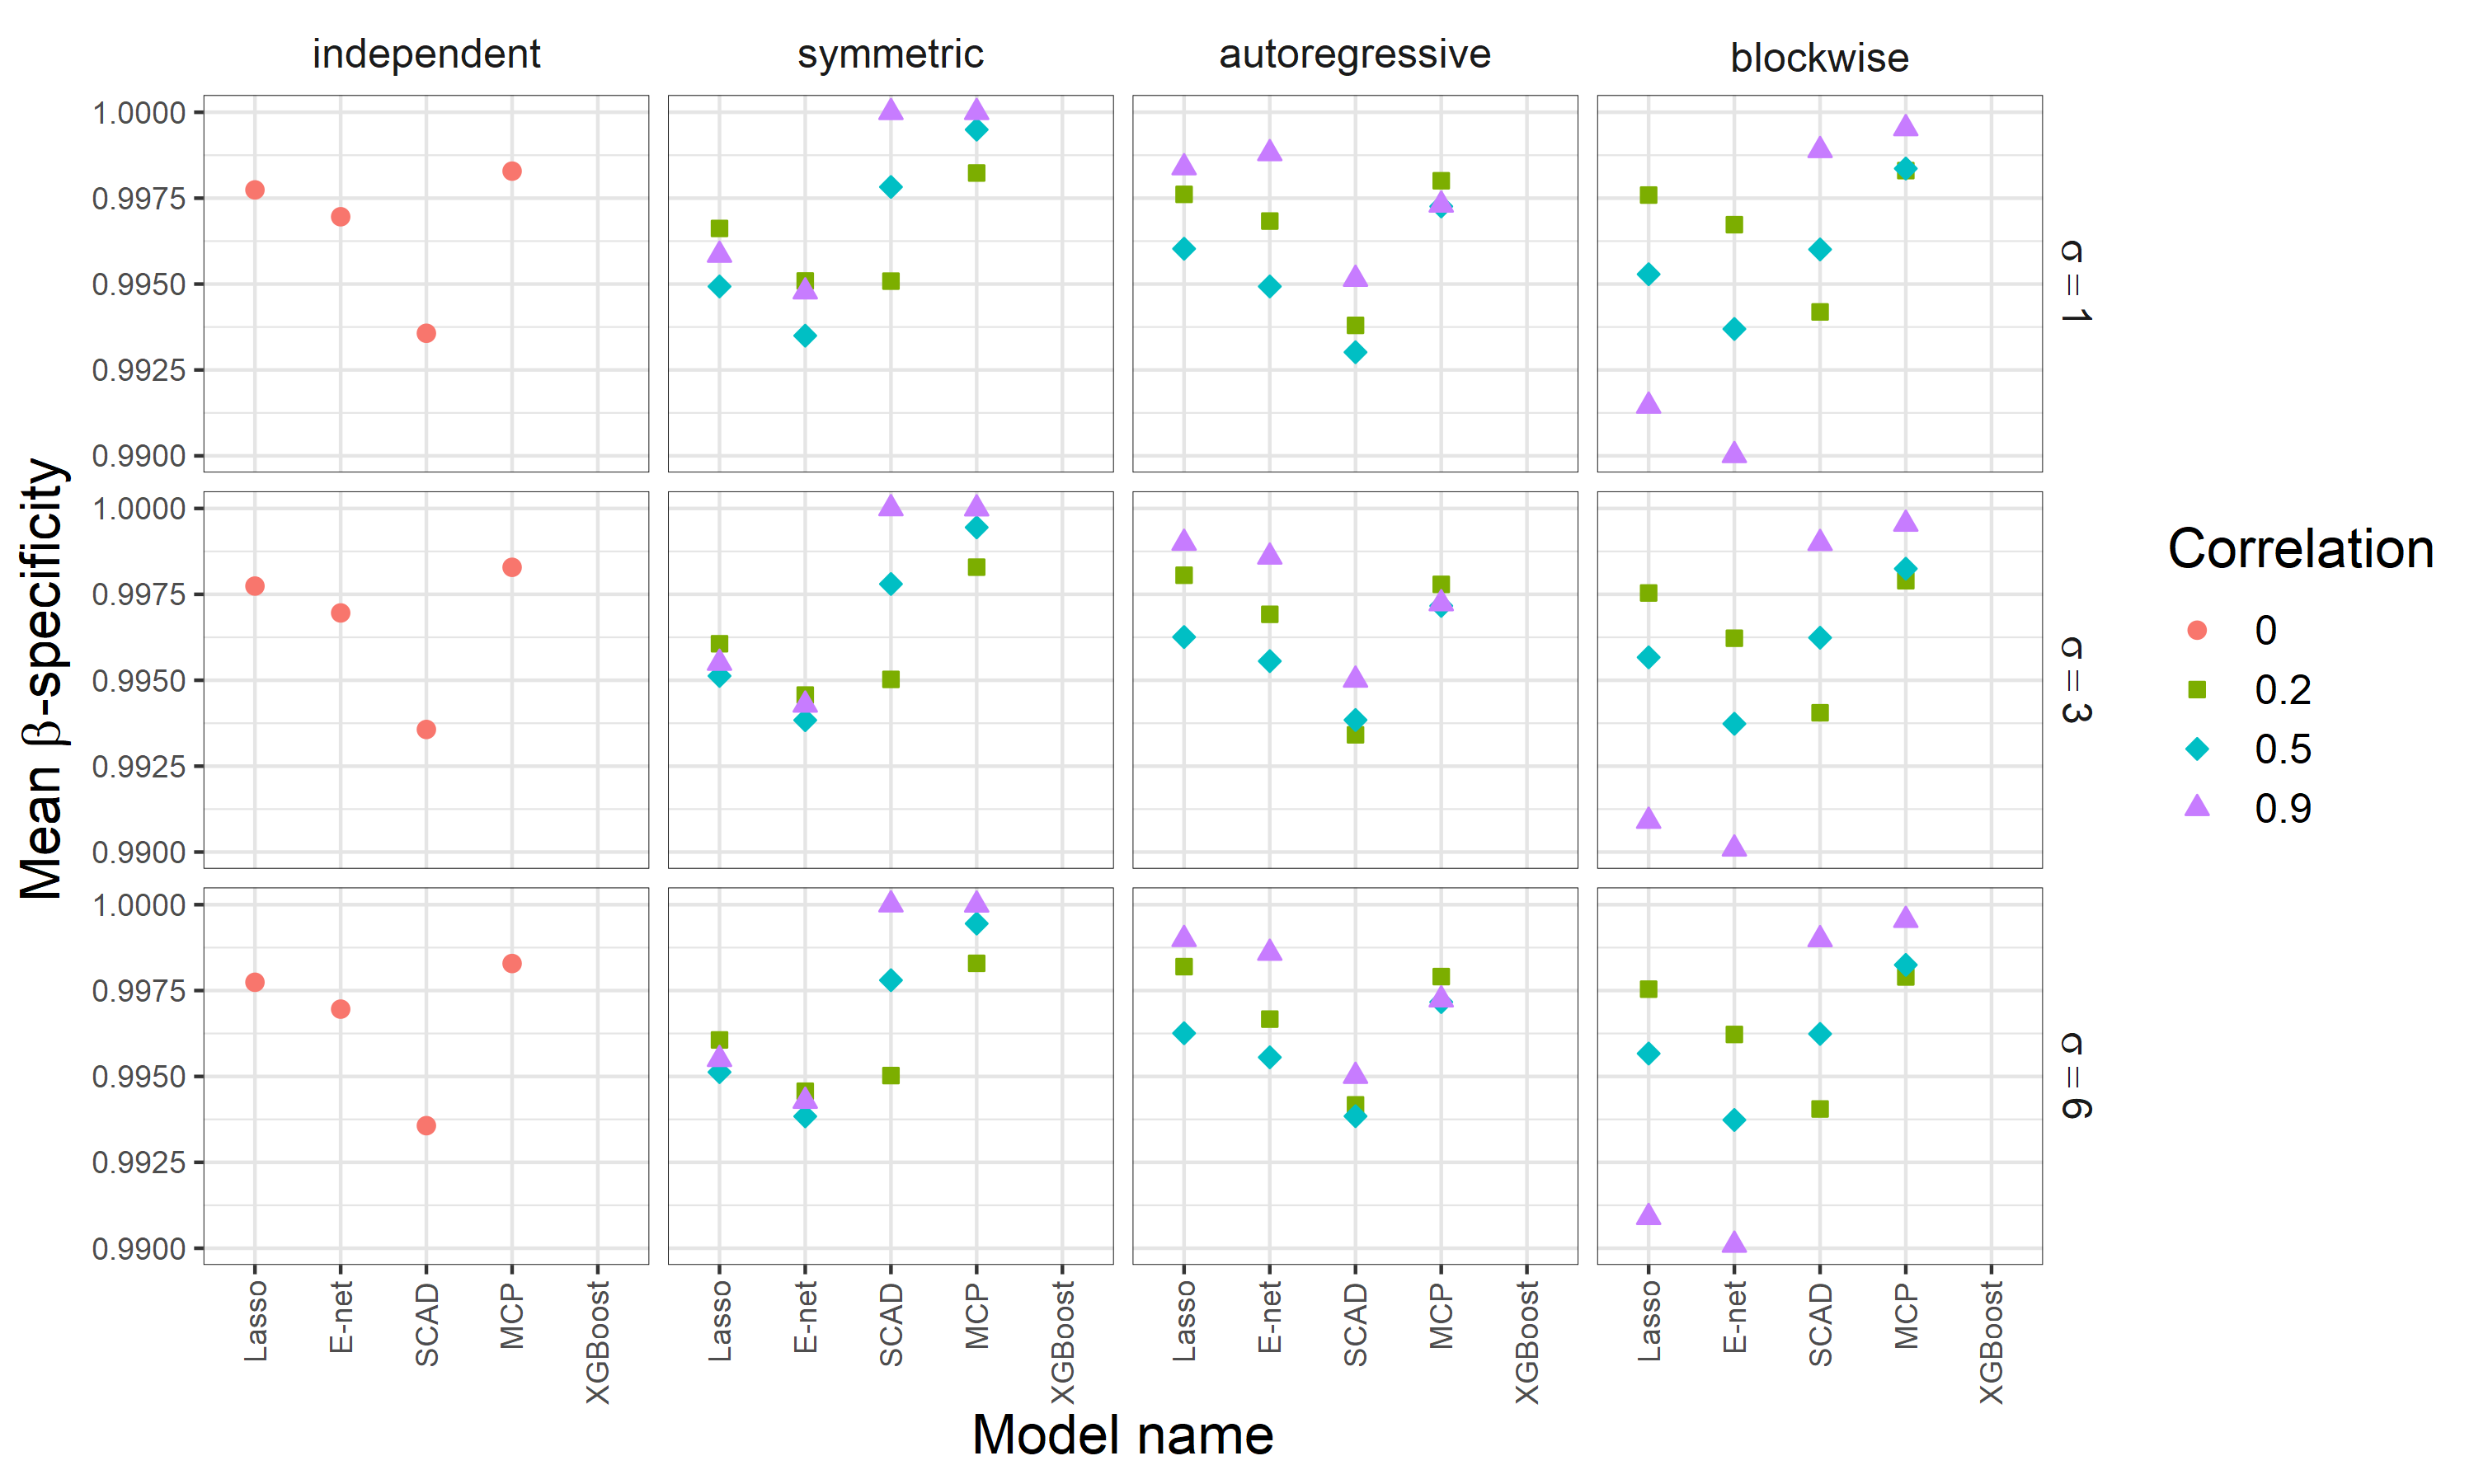 independent symmetric autoregressive blockwise
1.0000
0.9975
0.9950
0.9925
0.9900
σ = 1
1.0000
0.9975
0.9950
0.9925
0.9900
σ = 3
1.0000
0.9975
0.9950
0.9925
0.9900
σ = 6
Mean β-specificity
Lasso E-net SCAD MCP XGBoost Lasso E-net SCAD MCP XGBoost Lasso E-net SCAD MCP XGBoost Lasso E-net SCAD MCP XGBoost
Model name
Correlation
0
0.2
0.5
0.9